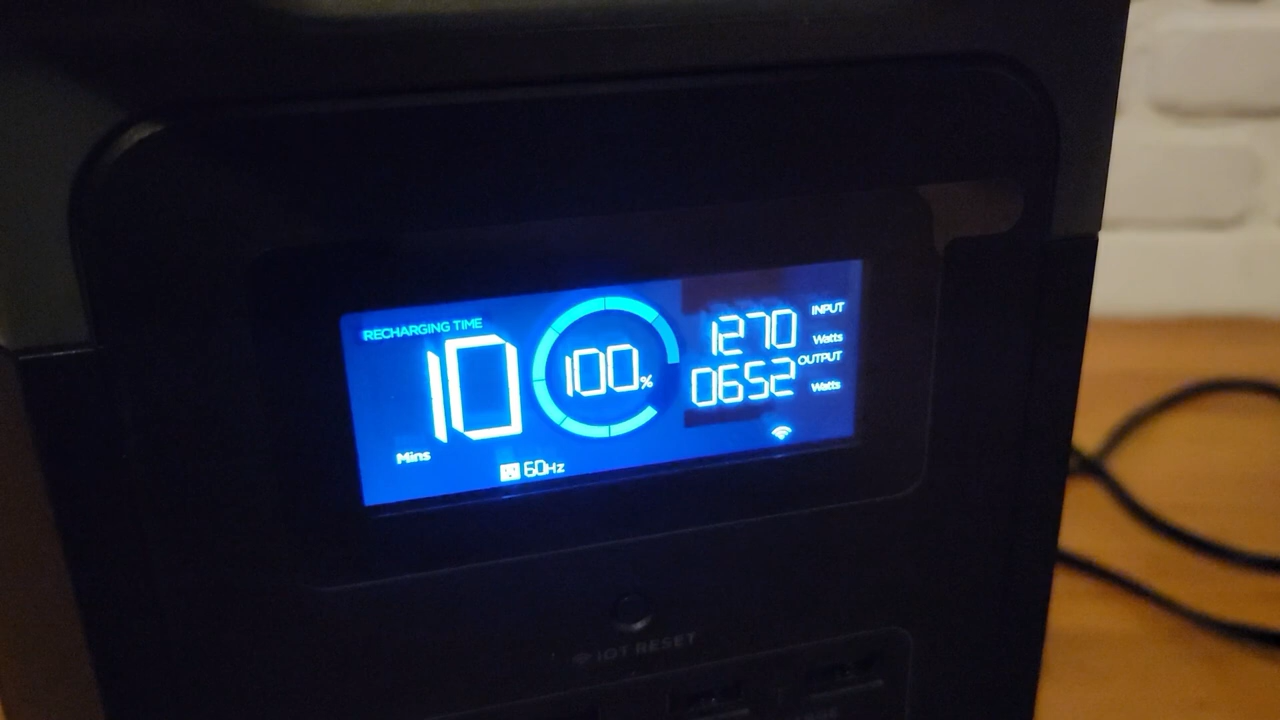 RECHARGING TIME
10
Mins
100%
1270
INPUT
Watts
0652
OUTPUT
Watts
60Hz
IOT RESET